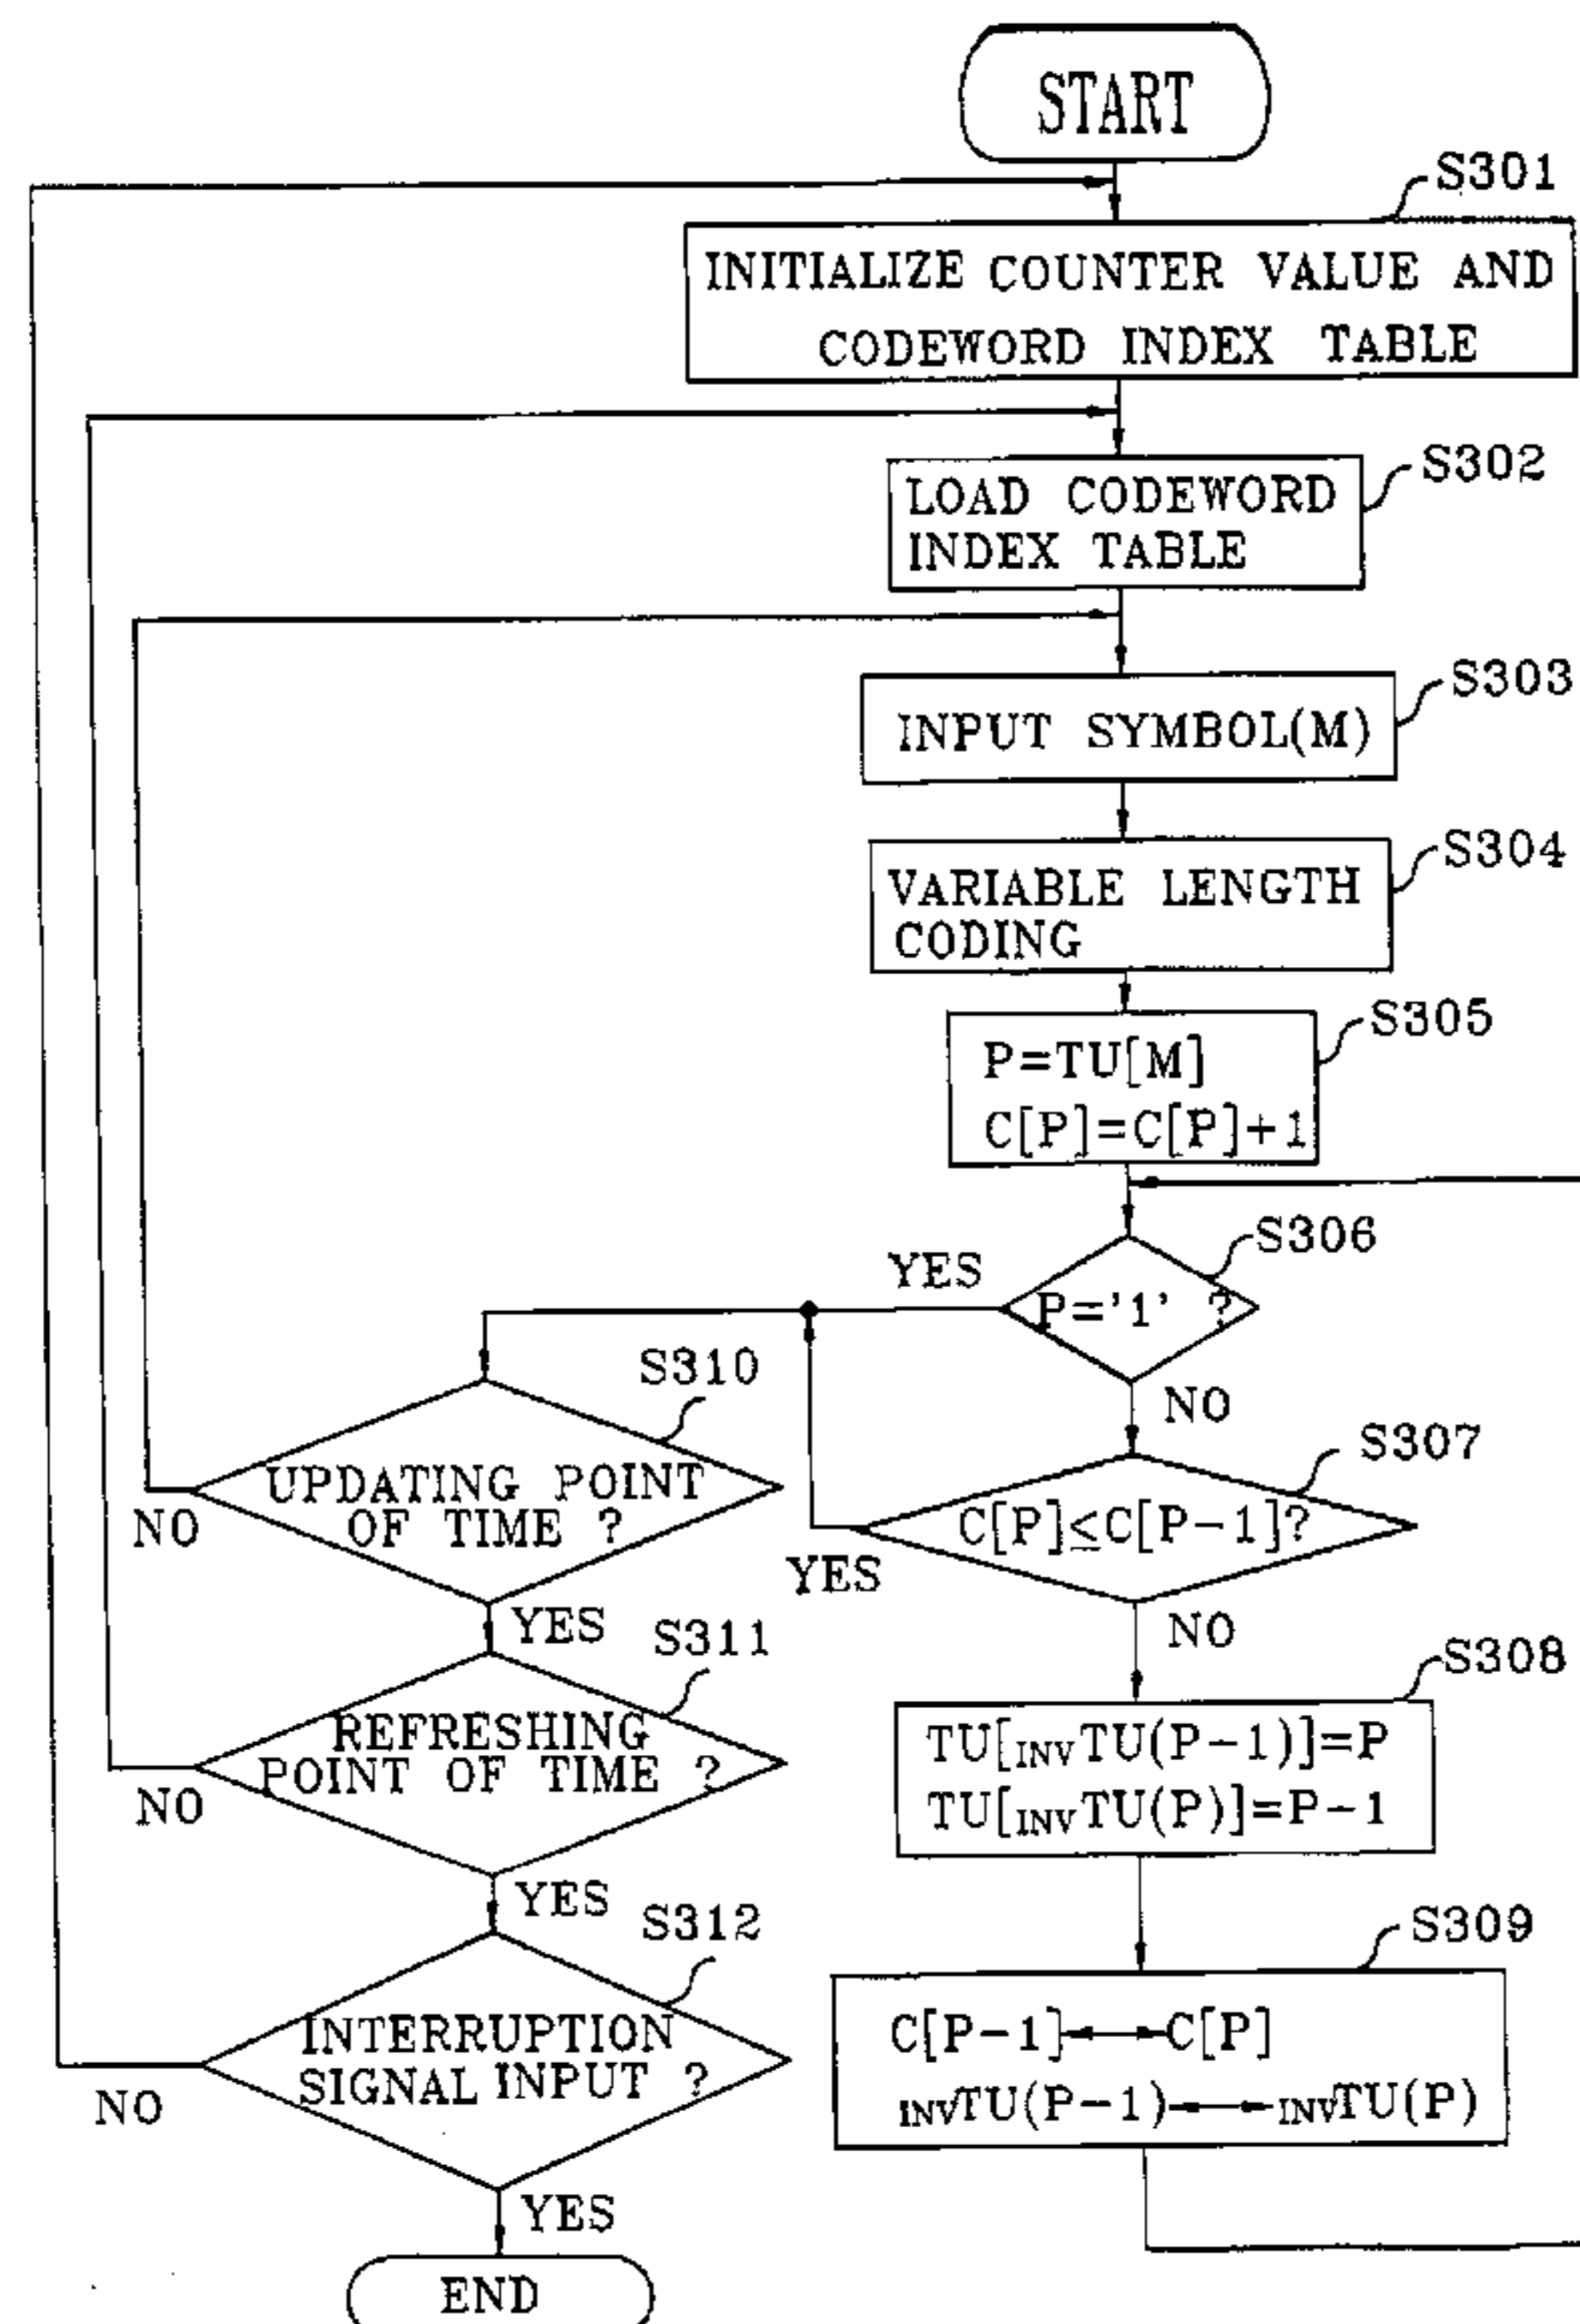 START
S301
INITIALIZE COUNTER VALUE AND
CODEWORD INDEX TABLE
S302
LOAD CODEWORD
INDEX TABLE
S303
INPUT SYMBOL(M)
S304
VARIABLE LENGTH
CODING
S305
P=TU[M]
C[P]=C[P]+1
S306
YES
P='1' ?
NO
S307
C[P]≤C[P-1]?
YES
NO
S308
TU[INVTU(P-1)]=P
TU[INVTU(P)]=P-1
S309
C[P-1]↔C[P]
INVTU(P-1)↔INVTU(P)
S310
UPDATING POINT
OF TIME ?
NO
YES
S311
REFRESHING
POINT OF TIME ?
NO
YES
S312
INTERRUPTION
SIGNAL INPUT ?
NO
YES
END